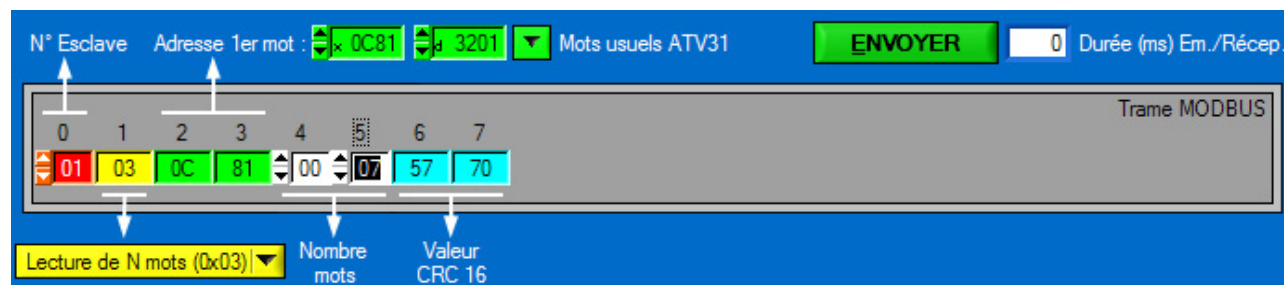 N° Esclave Adresse 1er mot : x 0C81 d 3201 Mots usuels ATV31 ENVOYER 0 Durée (ms) Em./Récep.
Trame MODBUS
0 1 2 3 4 5 6 7
01 03 0C 81 00 07 57 70
Lecture de N mots (0x03)
Nombre
mots
Valeur
CRC 16